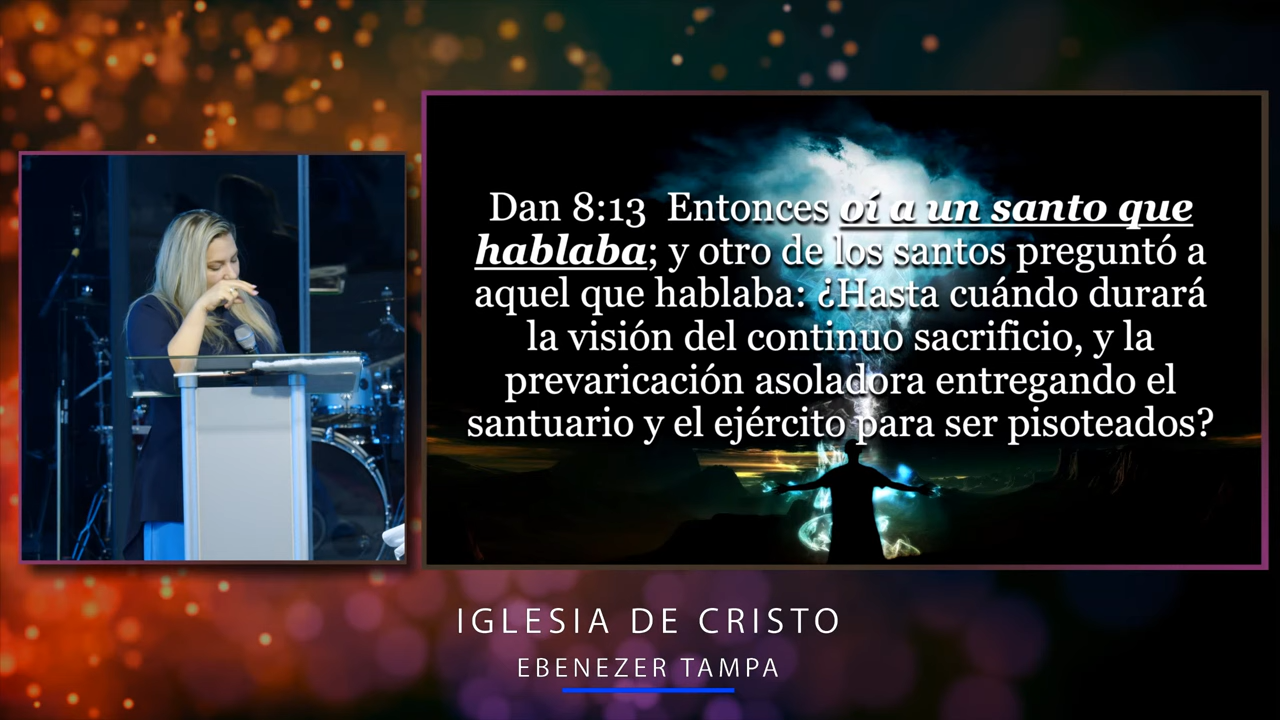 Dan 8:13  Entonces oí a un santo que
hablaba; y otro de los santos preguntó a
aquel que hablaba: ¿Hasta cuándo durará
la visión del continuo sacrificio, y la
prevaricación asoladora entregando el
santuario y el ejército para ser pisoteados?
IGLESIA DE CRISTO
EBENEZER TAMPA